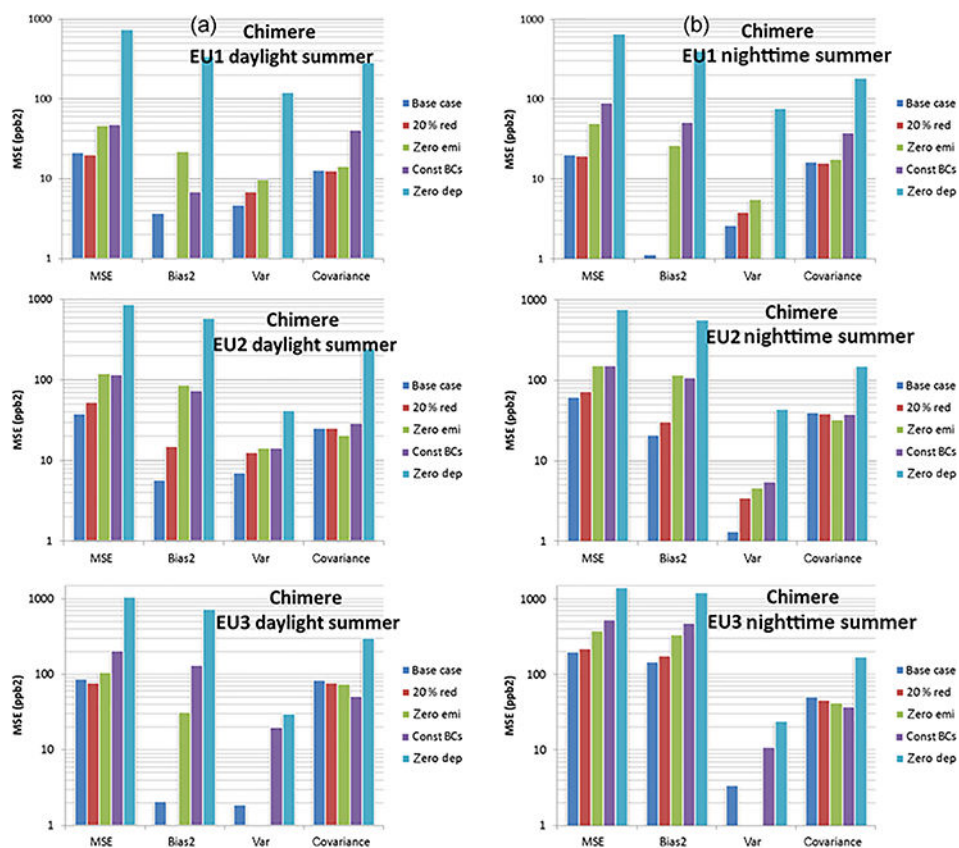 (a)
Chimere
EU1 daylight summer
MSE (ppb2)
1000
100
10
1
MSE Bias2 Var Covariance
Base case
20% red
Zero emi
Const BCs
Zero dep
(b)
Chimere
EU1 nighttime summer
MSE (ppb2)
1000
100
10
1
MSE Bias2 Var Covariance
Base case
20% red
Zero emi
Const BCs
Zero dep
Chimere
EU2 daylight summer
MSE (ppb2)
1000
100
10
1
MSE Bias2 Var Covariance
Base case
20% red
Zero emi
Const BCs
Zero dep
Chimere
EU2 nighttime summer
MSE (ppb2)
1000
100
10
1
MSE Bias2 Var Covariance
Base case
20% red
Zero emi
Const BCs
Zero dep
Chimere
EU3 daylight summer
MSE (ppb2)
1000
100
10
1
MSE Bias2 Var Covariance
Base case
20% red
Zero emi
Const BCs
Zero dep
Chimere
EU3 nighttime summer
MSE (ppb2)
1000
100
10
1
MSE Bias2 Var Covariance
Base case
20% red
Zero emi
Const BCs
Zero dep